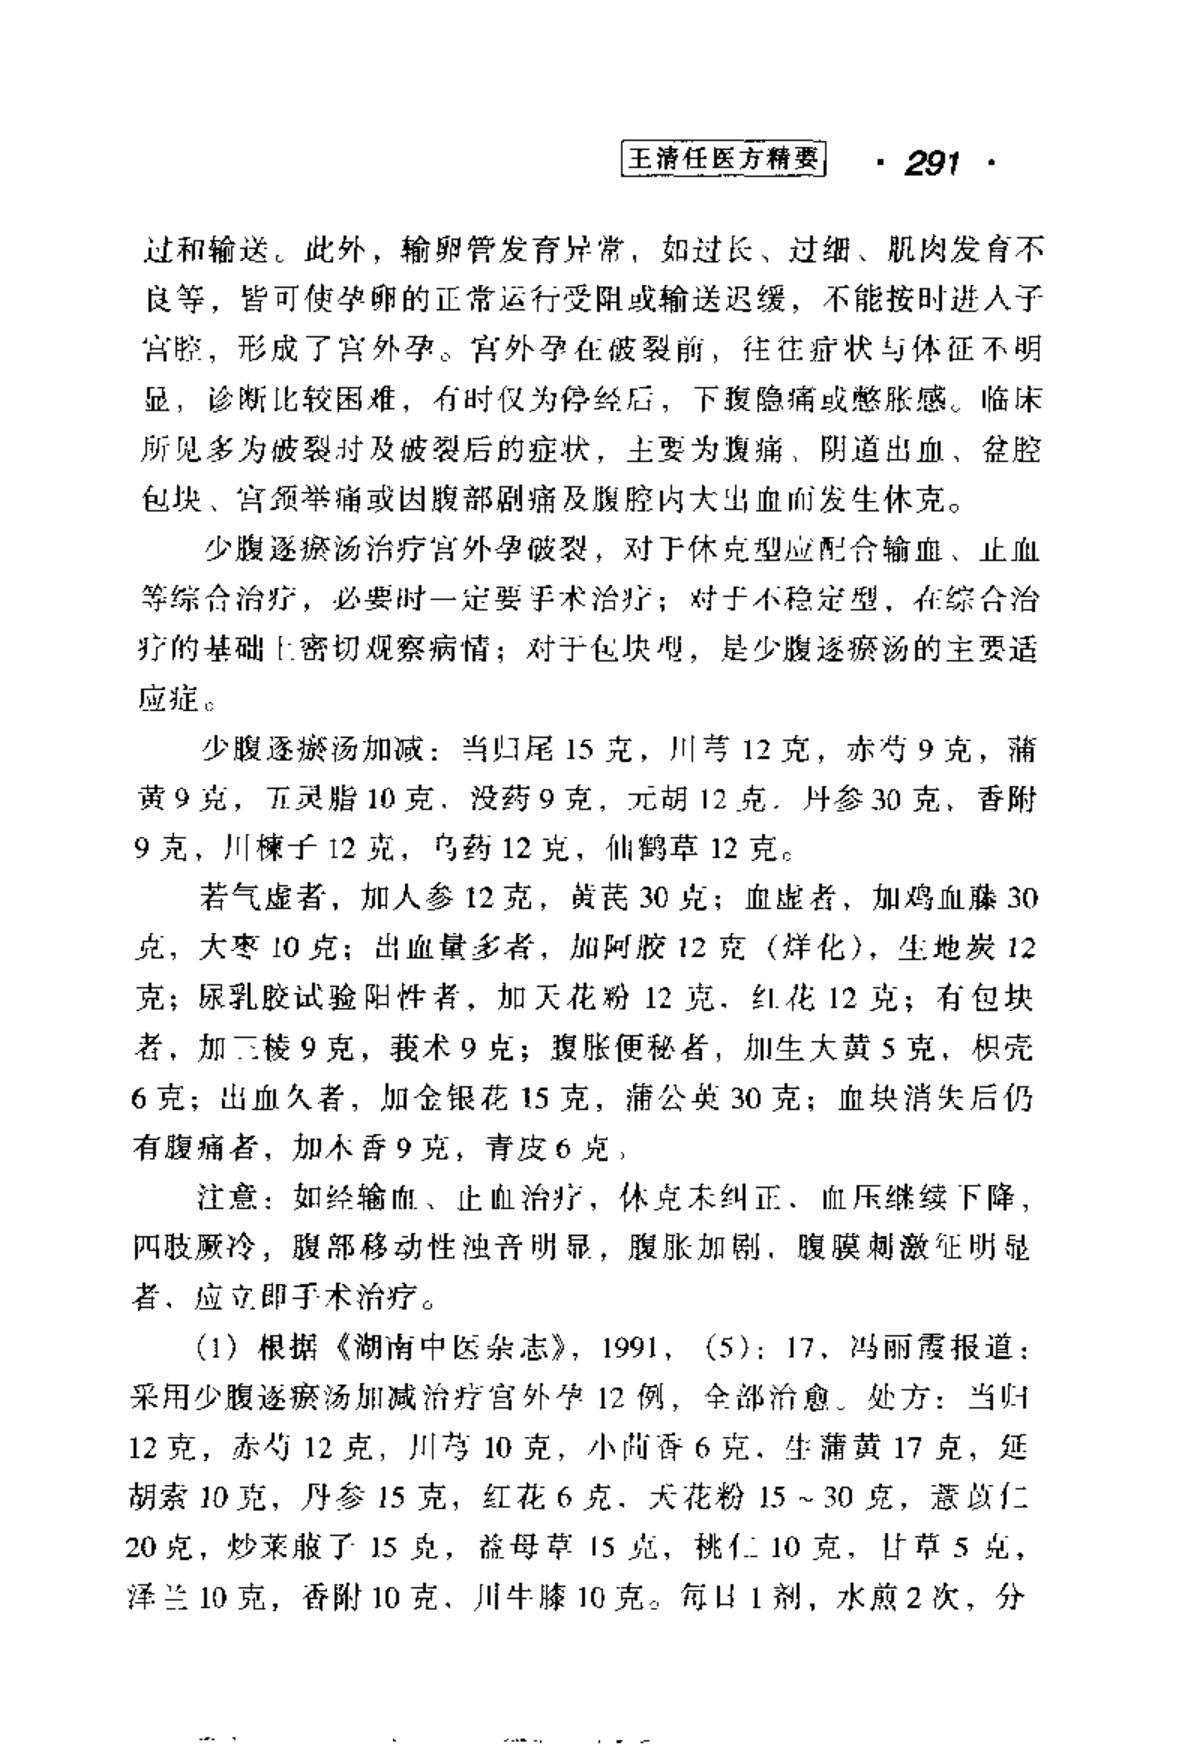 王清任医方精要 · 291 ·
过和输送。此外，输卵管发育异常，如过长、过细、肌肉发育不
良等，皆可使孕卵的正常运行受阻或输送迟缓，不能按时进入子
宫腔，形成了宫外孕。宫外孕在破裂前，往往症状与体征不明
显，诊断比较困难，有时仅为停经后，下腹隐痛或憋胀感。临床
所见多为破裂时及破裂后的症状，主要为腹痛、阴道出血、盆腔
包块、宫颈举痛或因腹部剧痛及腹腔内大出血而发生休克。
少腹逐瘀汤治疗宫外孕破裂，对于休克型应配合输血、止血
等综合治疗，必要时一定要手术治疗；对于不稳定型，在综合治
疗的基础上密切观察病情；对于包块型，是少腹逐瘀汤的主要适
应症。
少腹逐瘀汤加减：当归尾 15 克，川芎 12 克，赤芍 9 克，蒲
黄 9 克，五灵脂 10 克，没药 9 克，元胡 12 克，丹参 30 克，香附
9 克，川楝子 12 克，乌药 12 克，仙鹤草 12 克。
若气虚者，加人参 12 克，黄芪 30 克；血虚者，加鸡血藤 30
克，大枣 10 克；出血量多者，加阿胶 12 克（烊化），生地炭 12
克；尿乳胶试验阳性者，加天花粉 12 克，红花 12 克；有包块
者，加三棱 9 克，莪术 9 克；腹胀便秘者，加生大黄 5 克，枳壳
6 克；出血久者，加金银花 15 克，蒲公英 30 克；血块消失后仍
有腹痛者，加木香 9 克，青皮 6 克。
注意：如经输血、止血治疗，休克未纠正，血压继续下降，
四肢厥冷，腹部移动性浊音明显，腹胀加剧，腹膜刺激征明显
者，应立即手术治疗。
（1）根据《湖南中医杂志》，1991，（5）：17，冯丽霞报道：
采用少腹逐瘀汤加减治疗宫外孕 12 例，全部治愈。处方：当归
12 克，赤芍 12 克，川芎 10 克，小茴香 6 克，生蒲黄 17 克，延
胡索 10 克，丹参 15 克，红花 6 克，天花粉 15～30 克，薏苡仁
20 克，炒莱菔子 15 克，益母草 15 克，桃仁 10 克，甘草 5 克，
泽兰 10 克，香附 10 克，川牛膝 10 克。每日 1 剂，水煎 2 次，分